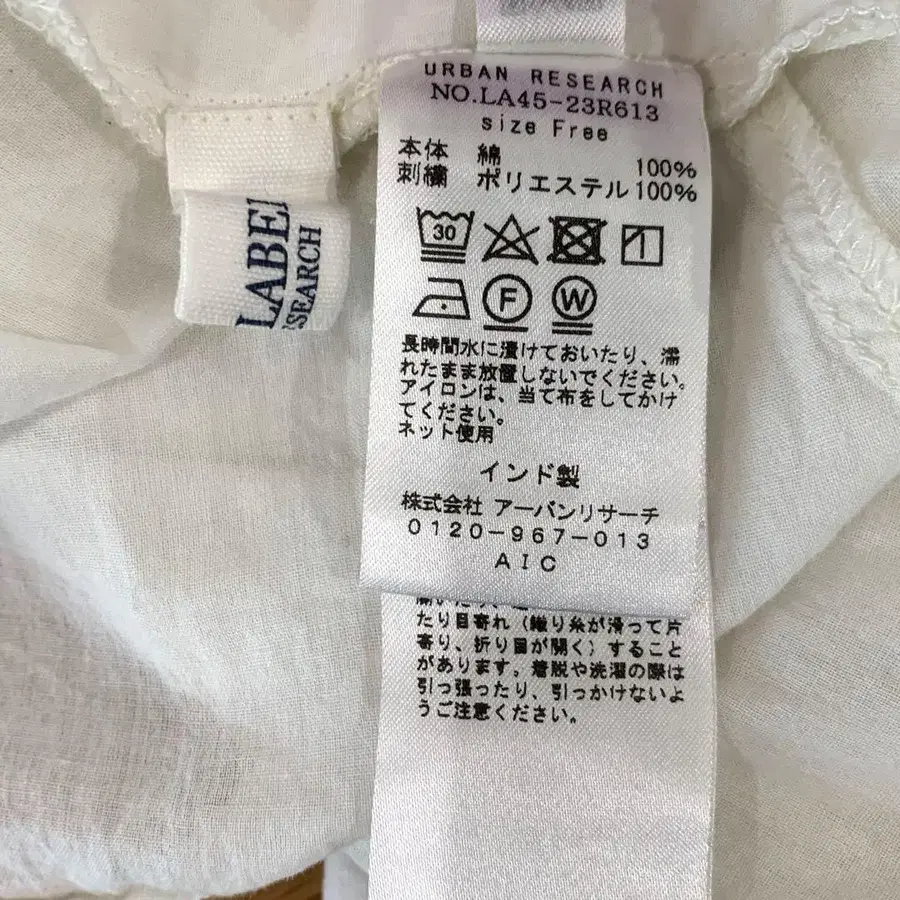 URBAN RESEARCH
NO.LA45-23R613
size Free
本体 綿 100%
刺繍 ポリエステル 100%
30
1
F
W
長時間水に漬けておいたり、濡
れたまま放置しないでください。
アイロンは、当て布をしてかけ
てください。
ネット使用
インド製
株式会社 アーバンリサーチ
0120-967-013
AIC
たり目寄れ(織り糸が滑って片
寄り、折り目が開く)すること
があります。着脱や洗濯の際は
引っ張ったり、引っかけないよ
うご注意ください。
LABEL
RESEARCH